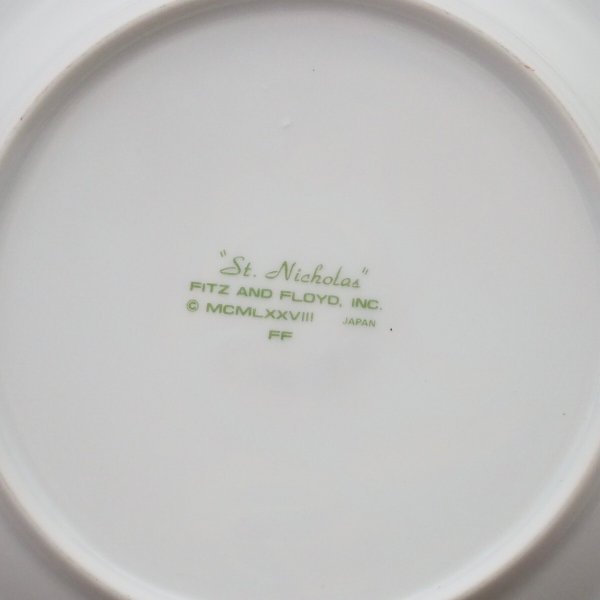 "St. Nicholas"
FITZ AND FLOYD, INC.
© MCMLXXVIII JAPAN
FF